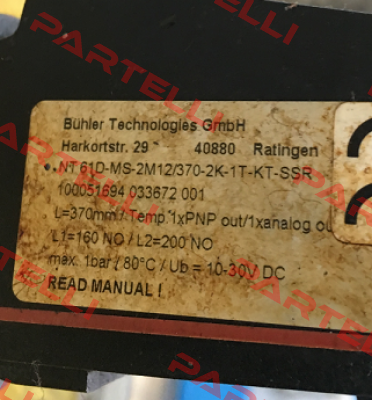 PARTELLI
Bühler Technologies GmbH
Harkortstr. 29 40880 Ratingen
NT 61D-MS-2M12/370-2K-1T-KT-SSR
100051694 033672 001
L=370mm / Temp. 1xPNP out/1xanalog ou
L1=160 NO / L2=200 NO
max. 1bar / 80°C / Ub = 10-30V DC
READ MANUAL !
PARTELLI